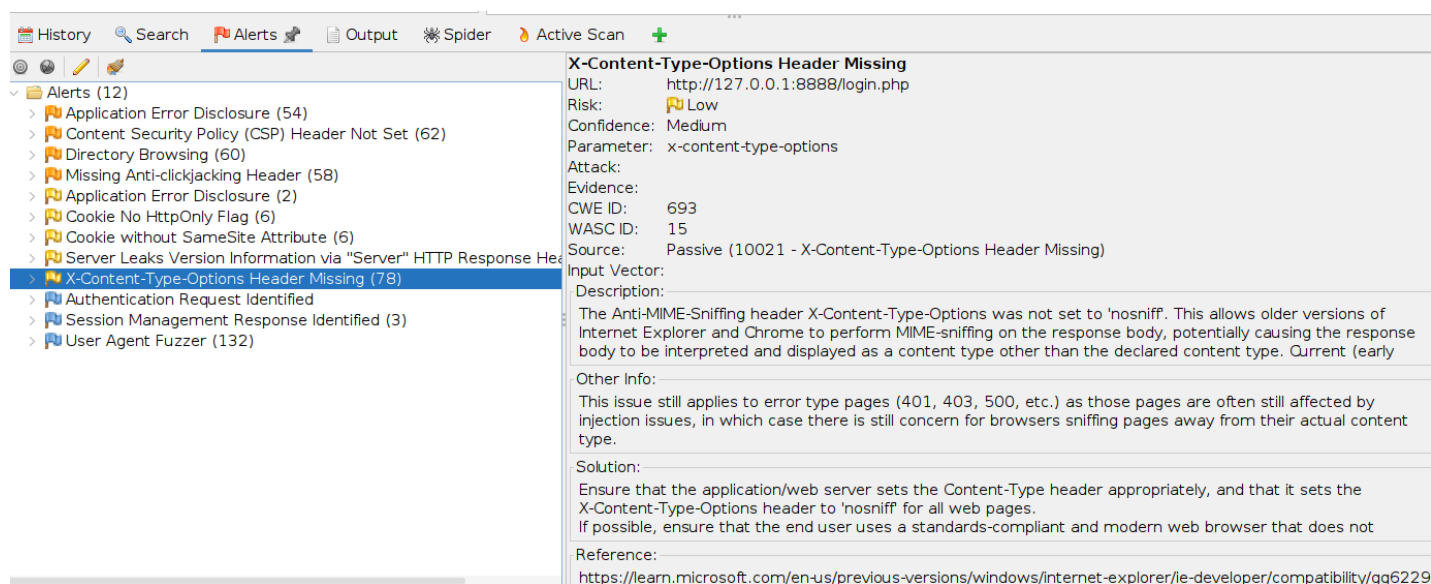 History Search Alerts Output Spider Active Scan
Alerts (12)
Application Error Disclosure (54)
Content Security Policy (CSP) Header Not Set (62)
Directory Browsing (60)
Missing Anti-clickjacking Header (58)
Application Error Disclosure (2)
Cookie No HttpOnly Flag (6)
Cookie without SameSite Attribute (6)
Server Leaks Version Information via "Server" HTTP Response Hea
X-Content-Type-Options Header Missing (78)
Authentication Request Identified
Session Management Response Identified (3)
User Agent Fuzzer (132)
X-Content-Type-Options Header Missing
URL: http://127.0.0.1:8888/login.php
Risk: Low
Confidence: Medium
Parameter: x-content-type-options
Attack:
Evidence:
CWE ID: 693
WASC ID: 15
Source: Passive (10021 - X-Content-Type-Options Header Missing)
Input Vector:
Description:
The Anti-MIME-Sniffing header X-Content-Type-Options was not set to 'nosniff'. This allows older versions of
Internet Explorer and Chrome to perform MIME-sniffing on the response body, potentially causing the response
body to be interpreted and displayed as a content type other than the declared content type. Current (early
Other Info:
This issue still applies to error type pages (401, 403, 500, etc.) as those pages are often still affected by
injection issues, in which case there is still concern for browsers sniffing pages away from their actual content
type.
Solution:
Ensure that the application/web server sets the Content-Type header appropriately, and that it sets the
X-Content-Type-Options header to 'nosniff' for all web pages.
If possible, ensure that the end user uses a standards-compliant and modern web browser that does not
Reference:
https://learn.microsoft.com/en-us/previous-versions/windows/internet-explorer/ie-developer/compatibility/gg6229